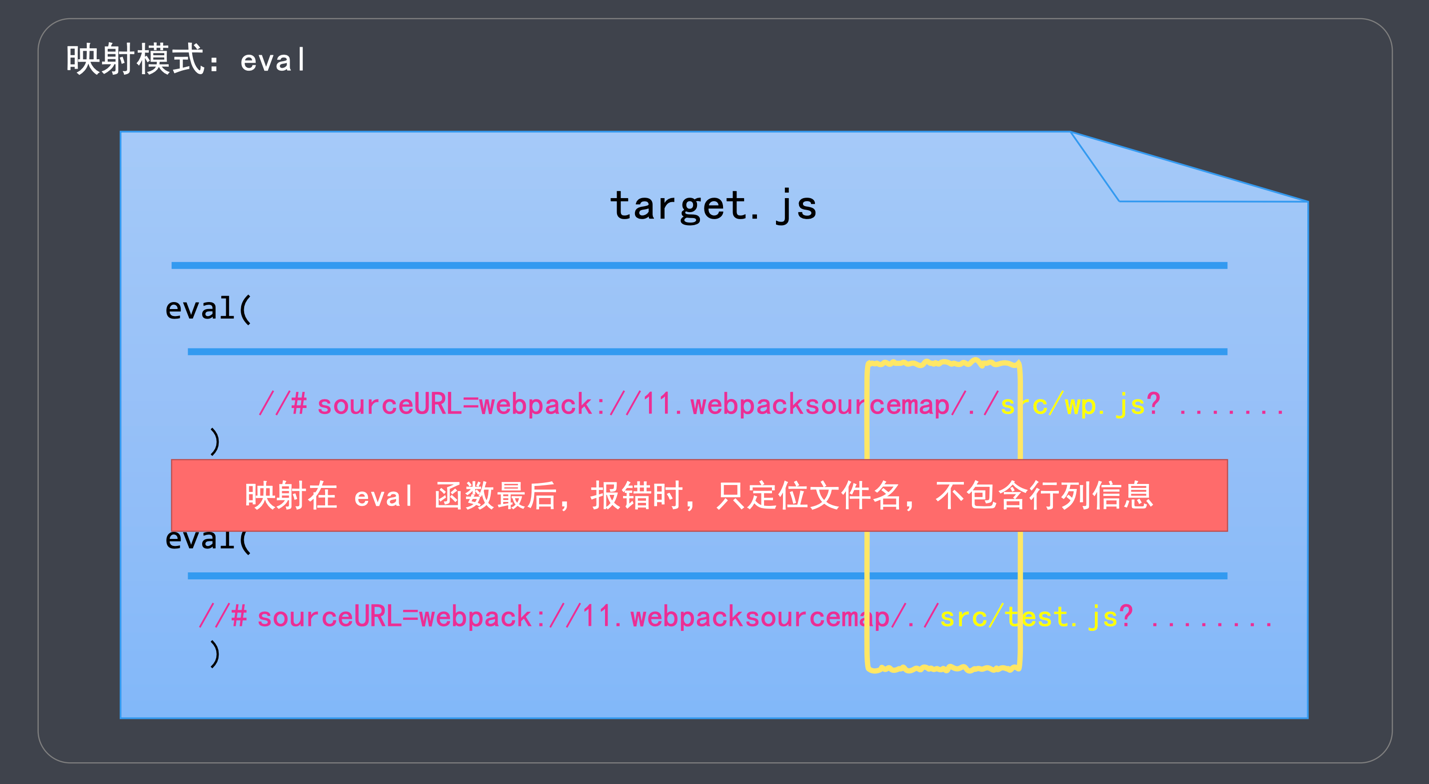 映射模式：eval
target.js
eval(
//# sourceURL=webpack://11.webpacksourcemap/./src/wp.js? .......
)
映射在 eval 函数最后，报错时，只定位文件名，不包含行列信息
eval(
//# sourceURL=webpack://11.webpacksourcemap/./src/test.js? ........
)